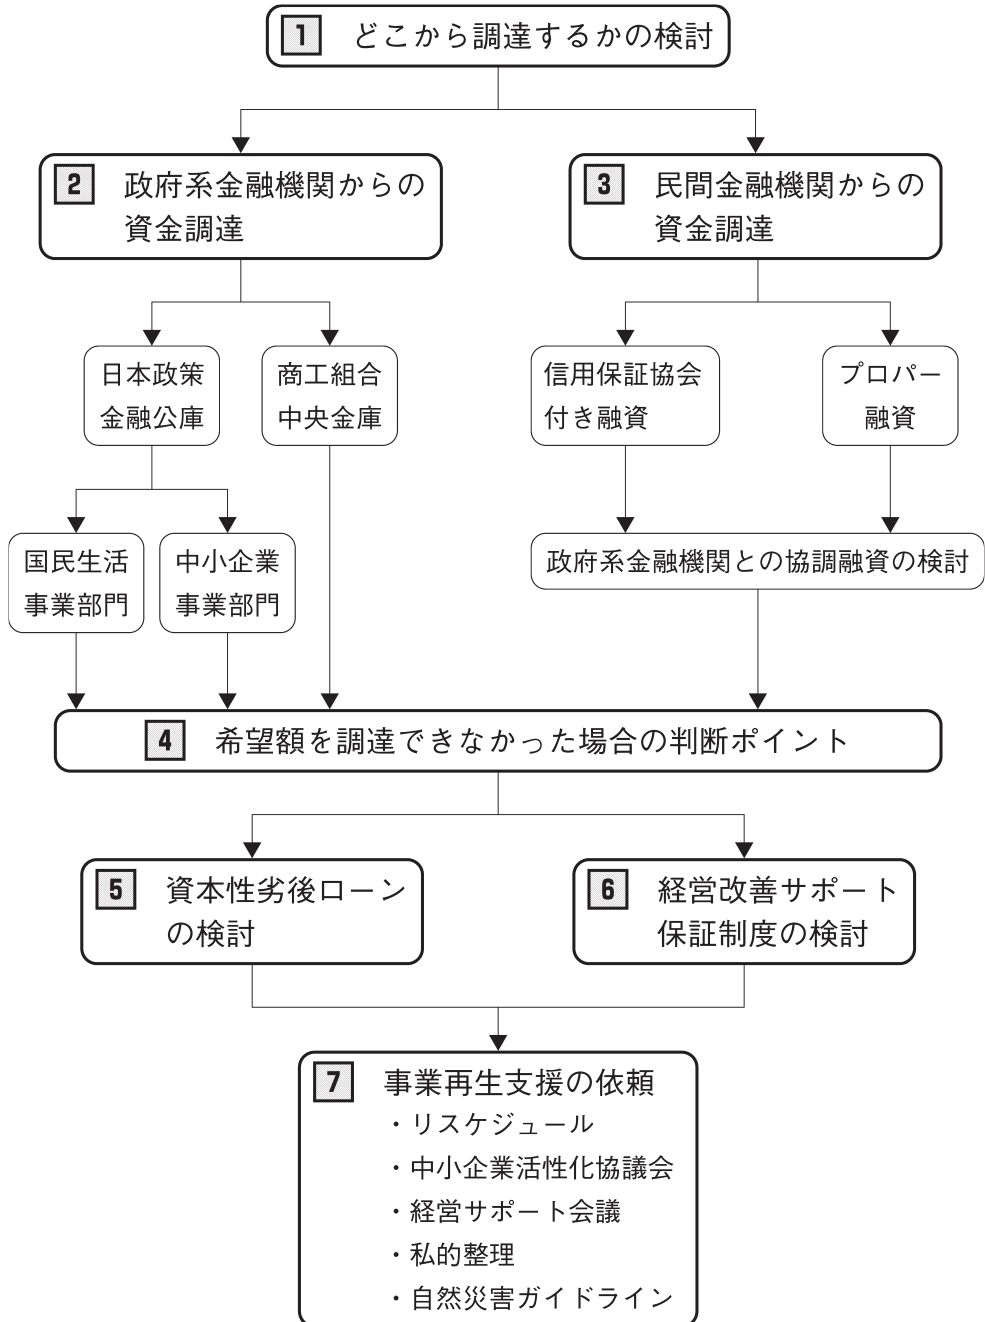 1 どこから調達するかの検討
2 政府系金融機関からの
資金調達
3 民間金融機関からの
資金調達
日本政策
金融公庫
商工組合
中央金庫
信用保証協会
付き融資
プロパー
融資
国民生活
事業部門
中小企業
事業部門
政府系金融機関との協調融資の検討
4 希望額を調達できなかった場合の判断ポイント
5 資本性劣後ローン
の検討
6 経営改善サポート
保証制度の検討
7 事業再生支援の依頼
・リスケジュール
・中小企業活性化協議会
・経営サポート会議
・私的整理
・自然災害ガイドライン